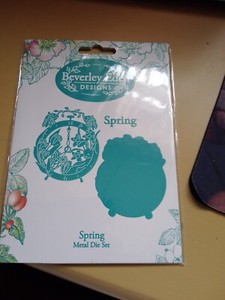 Beverley
DESIGNS
Spring
Spring
Metal Die Set